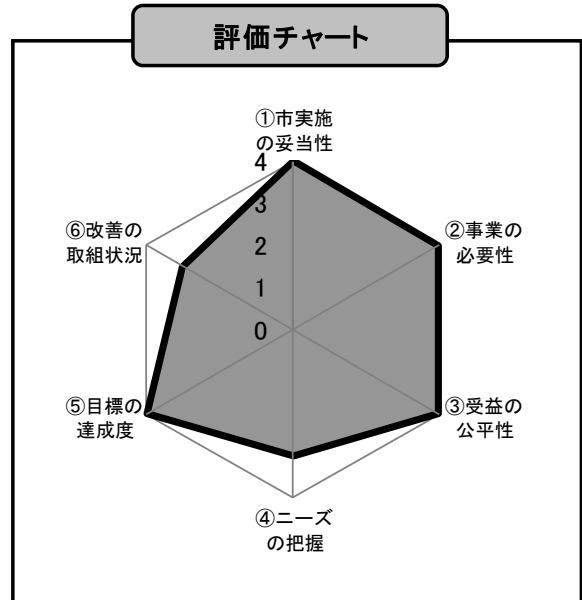 評価チャート
①市実施
の妥当性
4
3
2
1
0
②事業の
必要性
③受益の
公平性
④ニーズ
の把握
⑤目標の
達成度
⑥改善の
取組状況